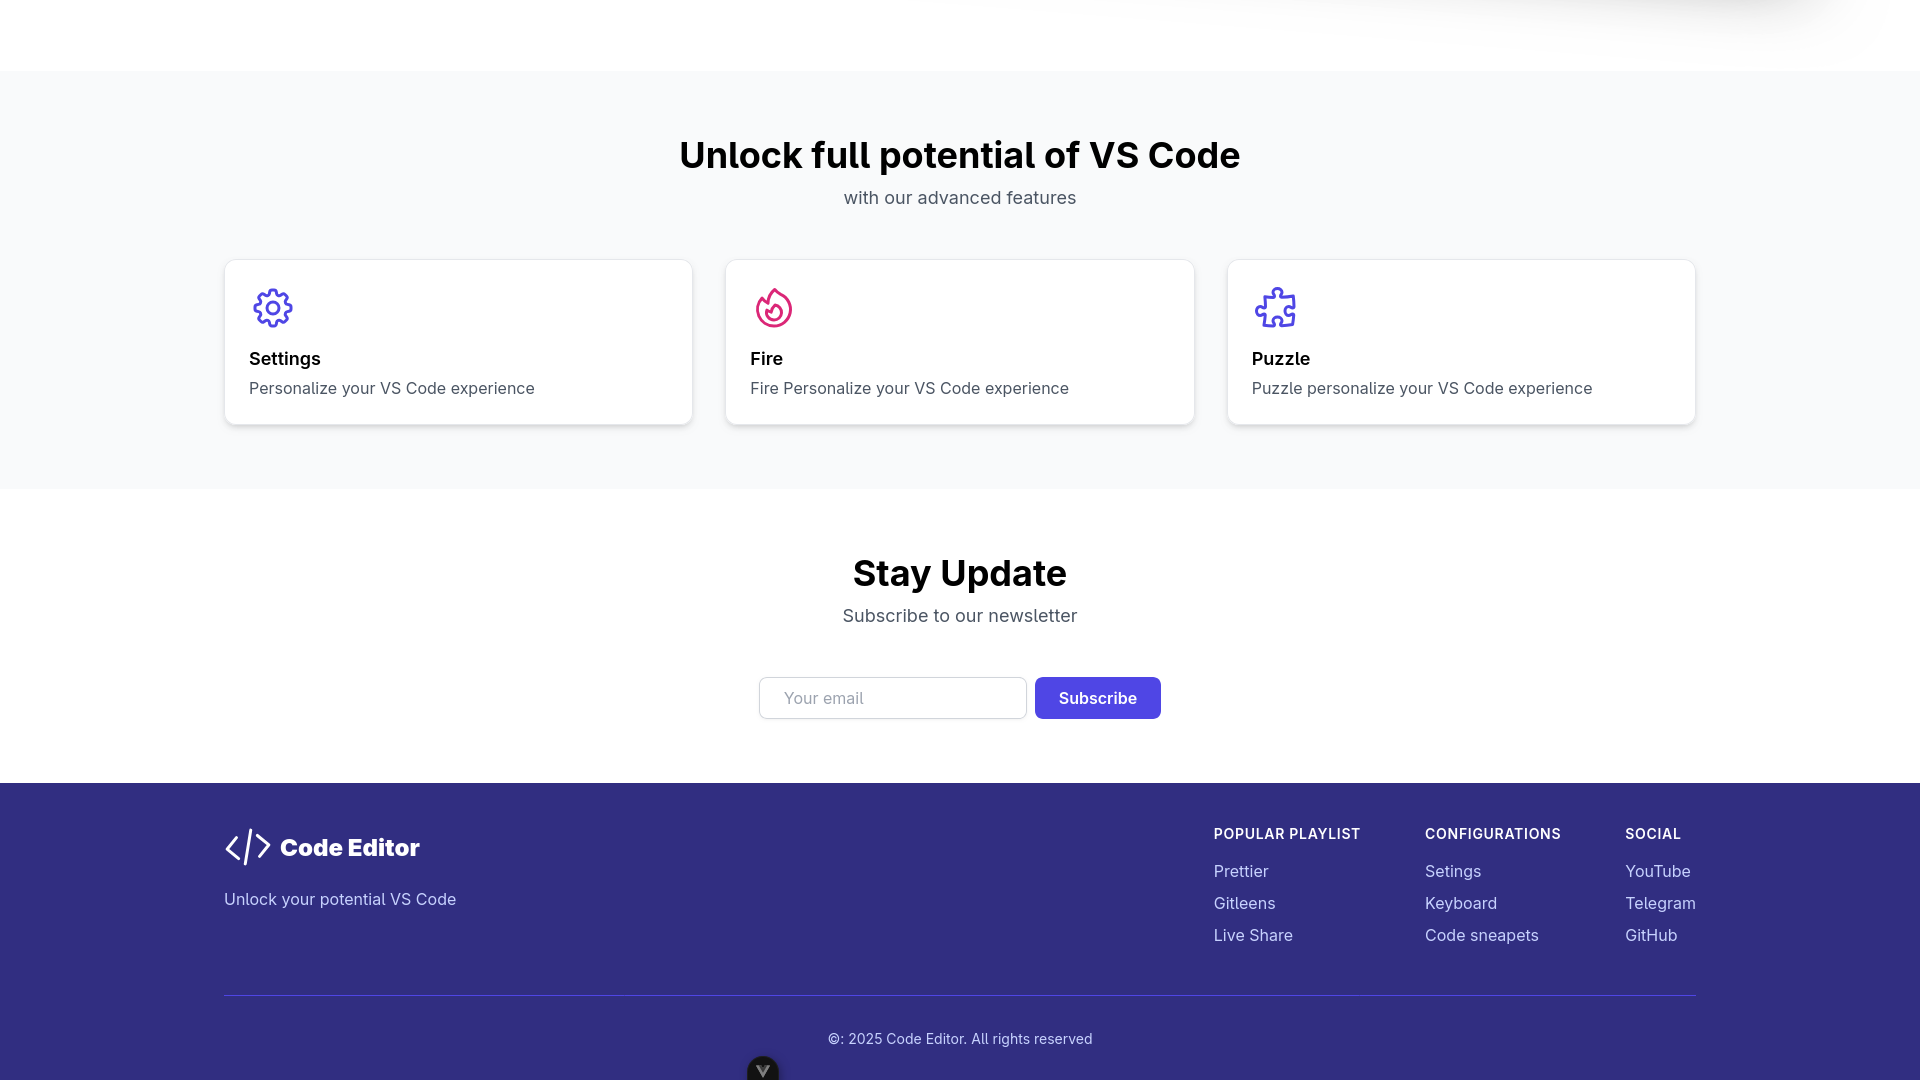 Unlock full potential of VS Code
with our advanced features
Settings
Personalize your VS Code experience
Fire
Fire Personalize your VS Code experience
Puzzle
Puzzle personalize your VS Code experience
Stay Update
Subscribe to our newsletter
Your email
Subscribe
Code Editor
Unlock your potential VS Code
POPULAR PLAYLIST
Prettier
Gitleens
Live Share
CONFIGURATIONS
Setings
Keyboard
Code sneapets
SOCIAL
YouTube
Telegram
GitHub
©: 2025 Code Editor. All rights reserved